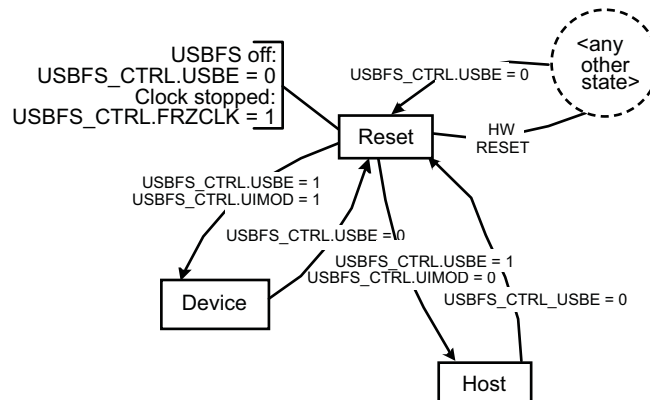 USBFS off:
USBFS_CTRL.USBE = 0
Clock stopped:
USBFS_CTRL.FRZCLK = 1
<any
other
state>
USBFS_CTRL.USBE = 0
Reset
HW
RESET
USBFS_CTRL.USBE = 1
USBFS_CTRL.UIMOD = 1
USBFS_CTRL.USBE = 0
USBFS_CTRL.USBE = 1
USBFS_CTRL.UIMOD = 0
USBFS_CTRL_USBE = 0
Device
Host